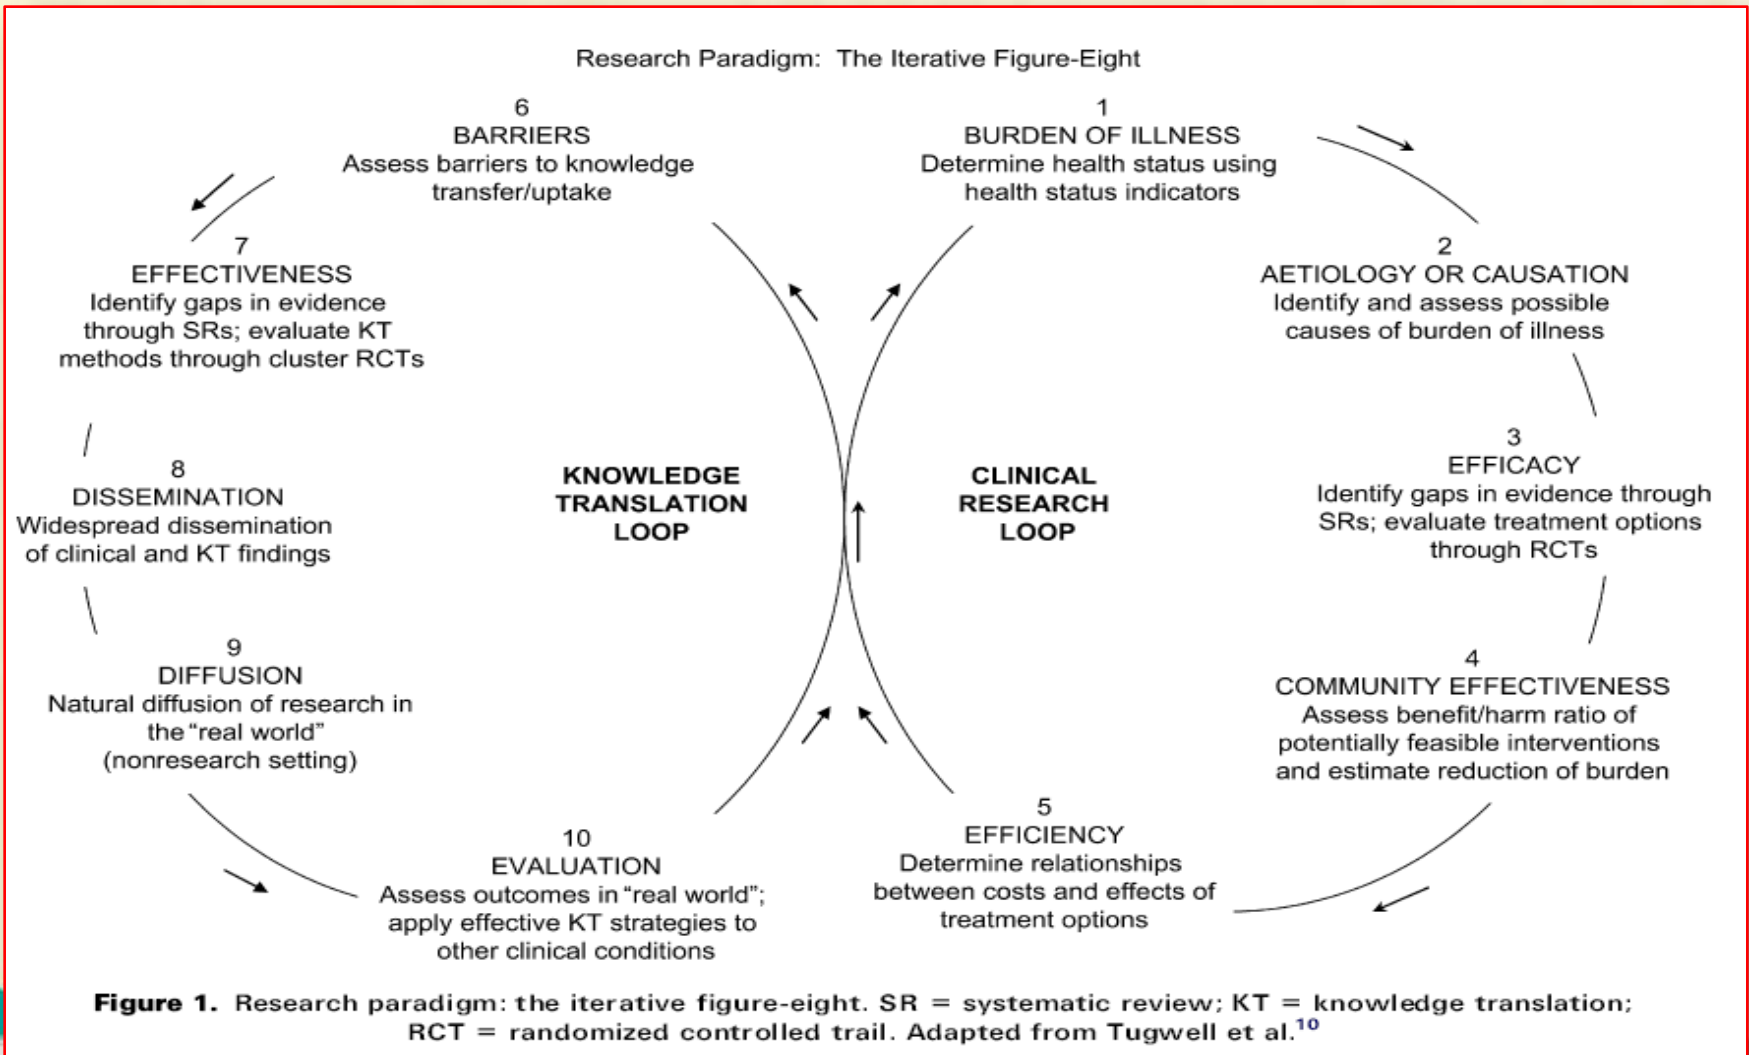 Research Paradigm: The Iterative Figure-Eight
6
BARRIERS
Assess barriers to knowledge
transfer/uptake
1
BURDEN OF ILLNESS
Determine health status using
health status indicators
7
EFFECTIVENESS
Identify gaps in evidence
through SRs; evaluate KT
methods through cluster RCTs
2
AETIOLOGY OR CAUSATION
Identify and assess possible
causes of burden of illness
8
DISSEMINATION
Widespread dissemination
of clinical and KT findings
KNOWLEDGE
TRANSLATION
LOOP
CLINICAL
RESEARCH
LOOP
3
EFFICACY
Identify gaps in evidence through
SRs; evaluate treatment options
through RCTs
9
DIFFUSION
Natural diffusion of research in
the “real world”
(nonresearch setting)
4
COMMUNITY EFFECTIVENESS
Assess benefit/harm ratio of
potentially feasible interventions
and estimate reduction of burden
10
EVALUATION
Assess outcomes in “real world”;
apply effective KT strategies to
other clinical conditions
5
EFFICIENCY
Determine relationships
between costs and effects of
treatment options
Figure 1. Research paradigm: the iterative figure-eight. SR = systematic review; KT = knowledge translation;
RCT = randomized controlled trail. Adapted from Tugwell et al.10